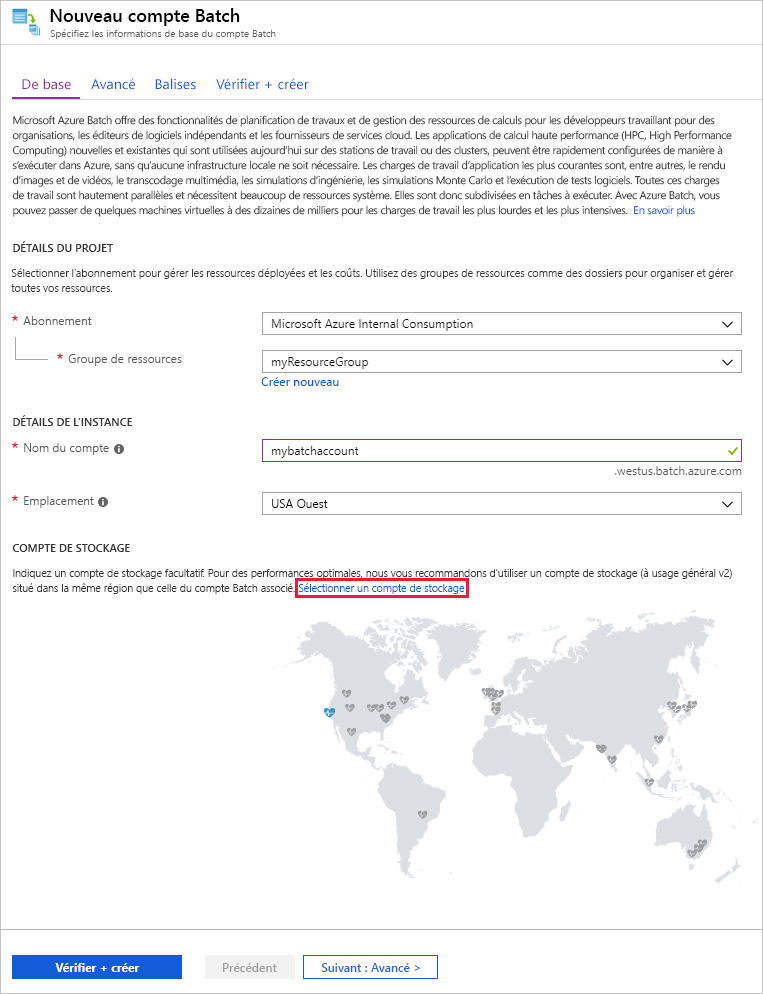 Nouveau compte Batch
Spécifiez les informations de base du compte Batch
De base Avancé Balises Vérifier + créer
Microsoft Azure Batch offre des fonctionnalités de planification de travaux et de gestion des ressources de calculs pour les développeurs travaillant pour des
organisations, les éditeurs de logiciels indépendants et les fournisseurs de services cloud. Les applications de calcul haute performance (HPC, High Performance
Computing) nouvelles et existantes qui sont utilisées aujourd'hui sur des stations de travail ou des clusters, peuvent être rapidement configurées de manière à
s'exécuter dans Azure, sans qu'aucune infrastructure locale ne soit nécessaire. Les charges de travail d'application les plus courantes sont, entre autres, le rendu
d'images et de vidéos, le transcodage multimédia, les simulations d'ingénierie, les simulations Monte Carlo et l'exécution de tests logiciels. Toutes ces charges
de travail sont hautement parallèles et nécessitent beaucoup de ressources système. Elles sont donc subdivisées en tâches à exécuter. Avec Azure Batch, vous
pouvez passer de quelques machines virtuelles à des dizaines de milliers pour les charges de travail les plus lourdes et les plus intensives. En savoir plus
DÉTAILS DU PROJET
Sélectionner l'abonnement pour gérer les ressources déployées et les coûts. Utilisez des groupes de ressources comme des dossiers pour organiser et gérer
toutes vos ressources.
* Abonnement Microsoft Azure Internal Consumption
* Groupe de ressources myResourceGroup
Créer nouveau
DÉTAILS DE L'INSTANCE
* Nom du compte mybatchaccount
.westus.batch.azure.com
* Emplacement USA Ouest
COMPTE DE STOCKAGE
Indiquez un compte de stockage facultatif. Pour des performances optimales, nous vous recommandons d'utiliser un compte de stockage (à usage général v2)
situé dans la même région que celle du compte Batch associé. Sélectionner un compte de stockage
Vérifier + créer Précédent Suivant : Avancé >